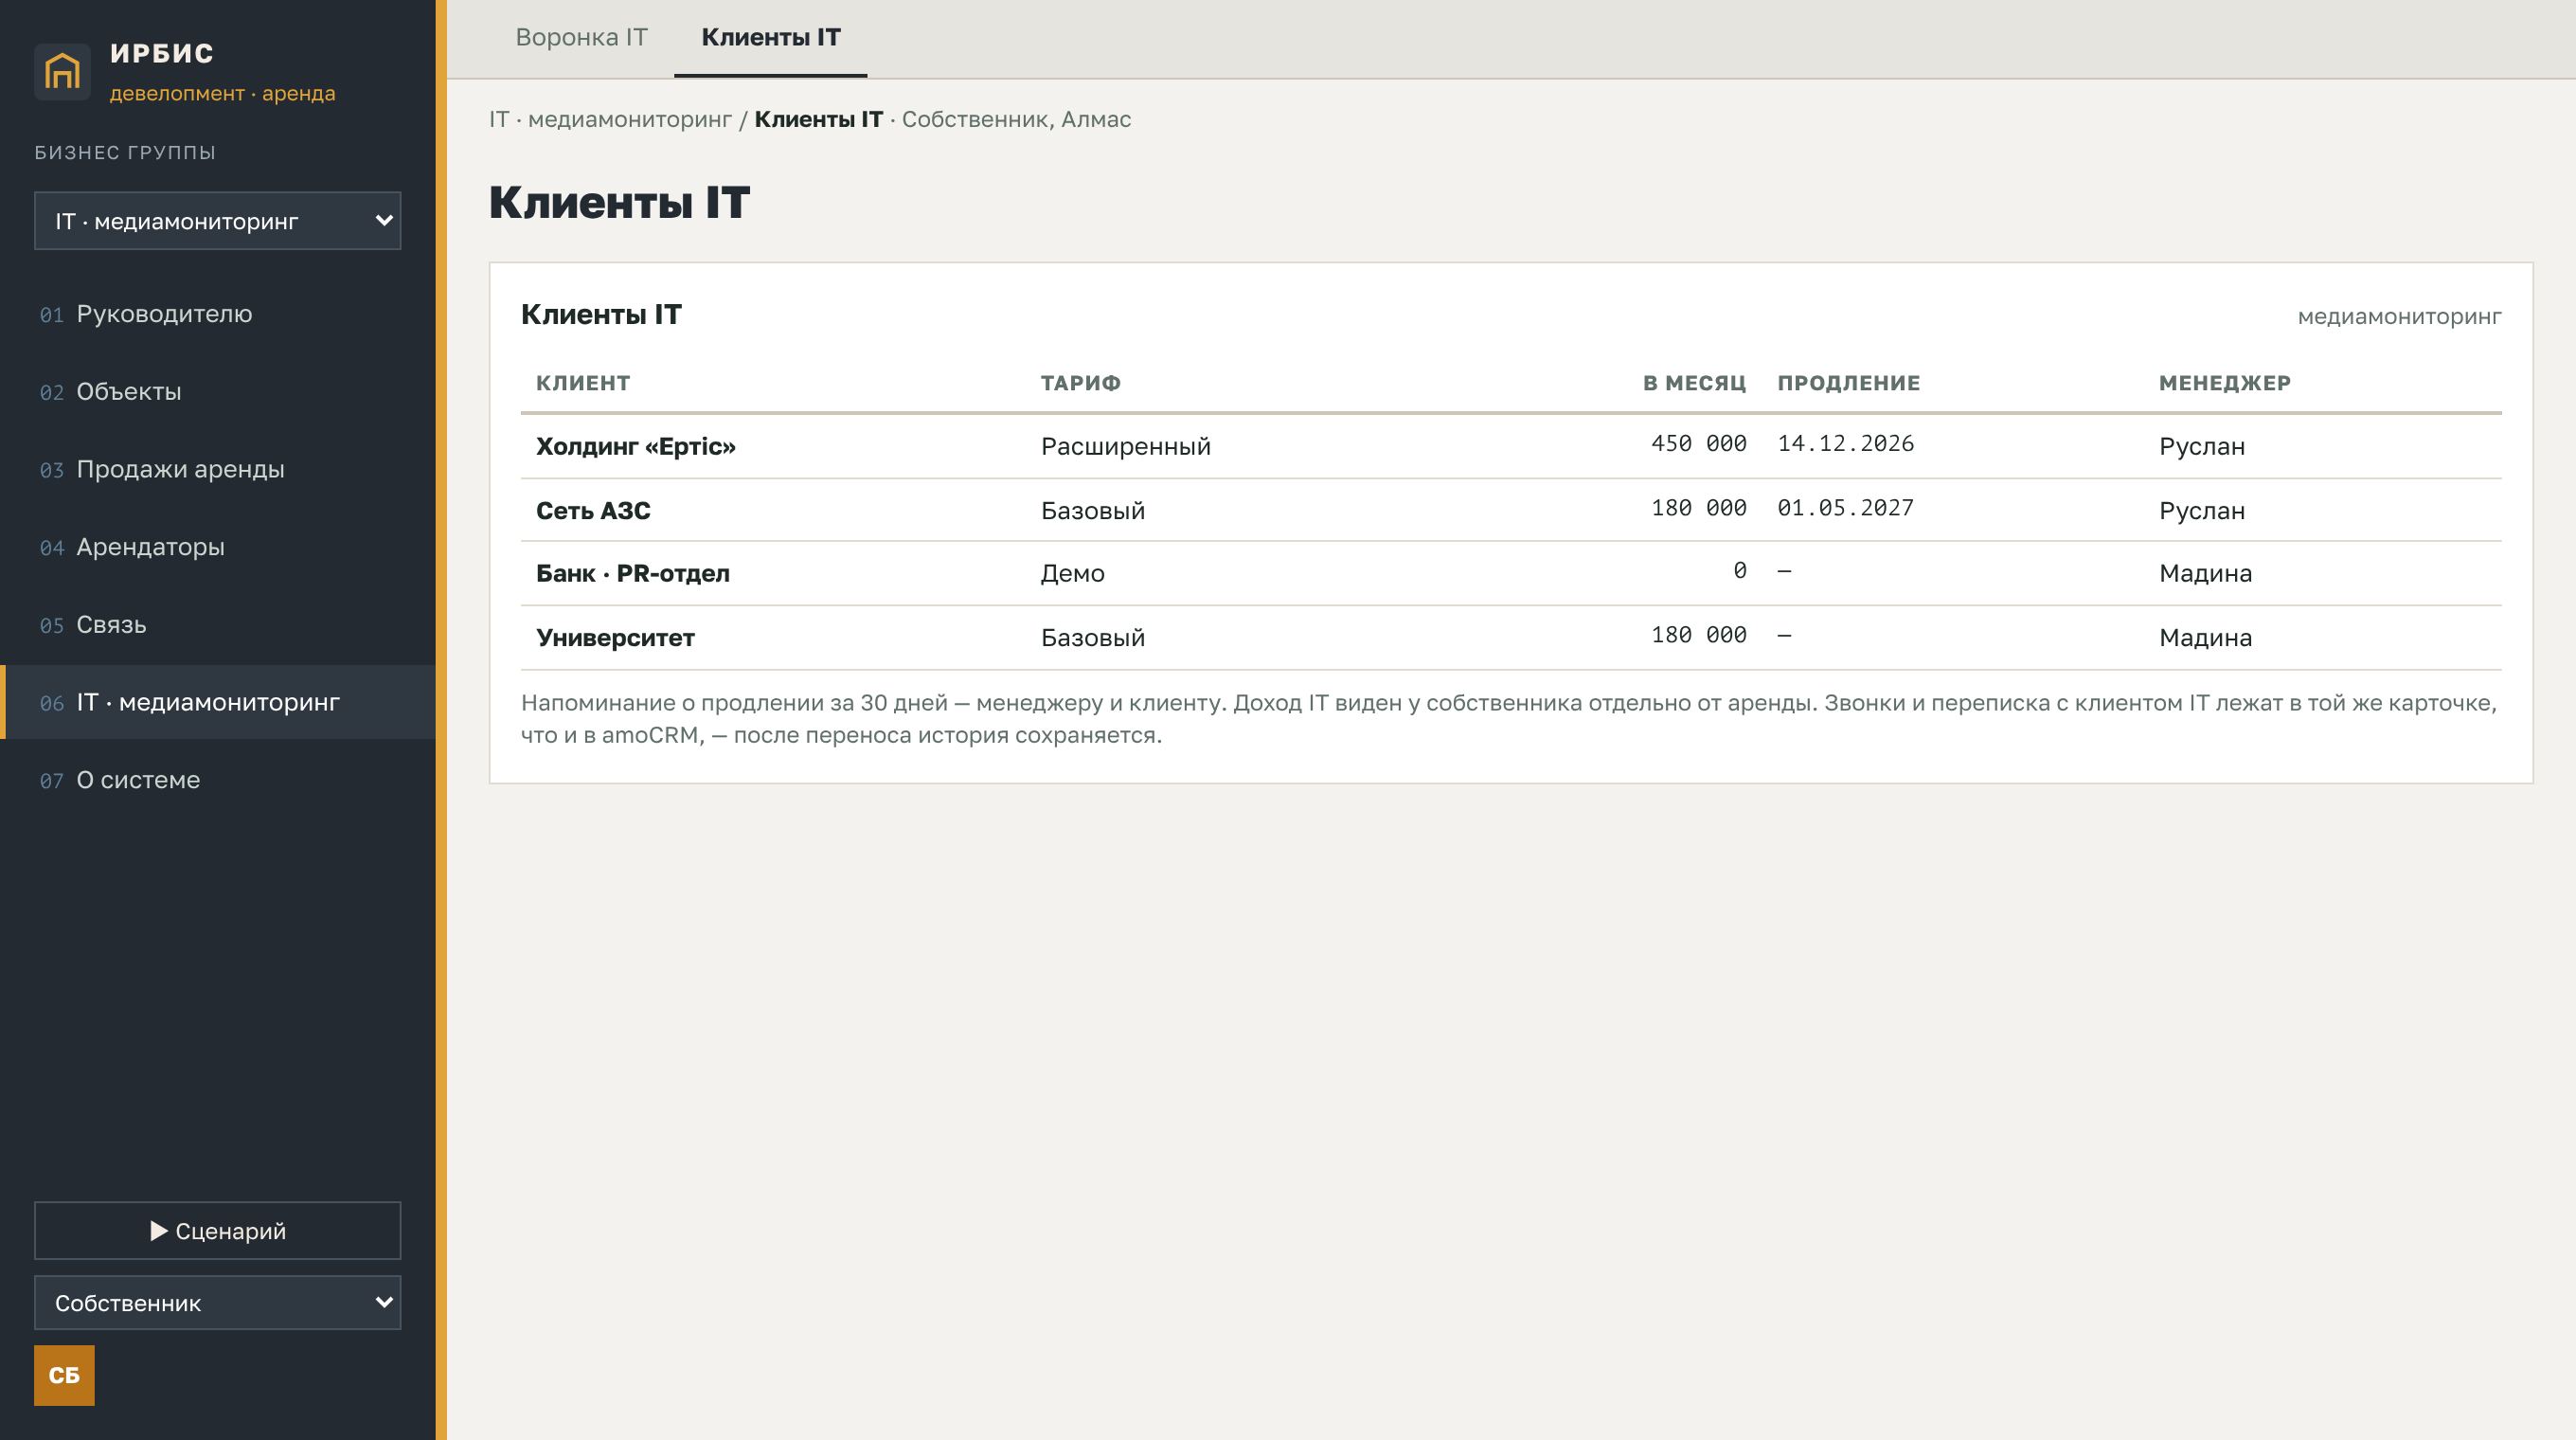 ИРБИС
девелопмент · аренда
БИЗНЕС ГРУППЫ
IT · медиамониторинг
01 Руководителю
02 Объекты
03 Продажи аренды
04 Арендаторы
05 Связь
06 IT · медиамониторинг
07 О системе
▶ Сценарий
Собственник
СБ
Воронка IT Клиенты IT
IT · медиамониторинг / Клиенты IT · Собственник, Алмас
Клиенты IT
Клиенты IT медиамониторинг
КЛИЕНТ ТАРИФ В МЕСЯЦ ПРОДЛЕНИЕ МЕНЕДЖЕР
Холдинг «Ертіс» Расширенный 450 000 14.12.2026 Руслан
Сеть АЗС Базовый 180 000 01.05.2027 Руслан
Банк · PR-отдел Демо 0 — Мадина
Университет Базовый 180 000 — Мадина
Напоминание о продлении за 30 дней — менеджеру и клиенту. Доход IT виден у собственника отдельно от аренды. Звонки и переписка с клиентом IT лежат в той же карточке,
что и в amoCRM, — после переноса история сохраняется.